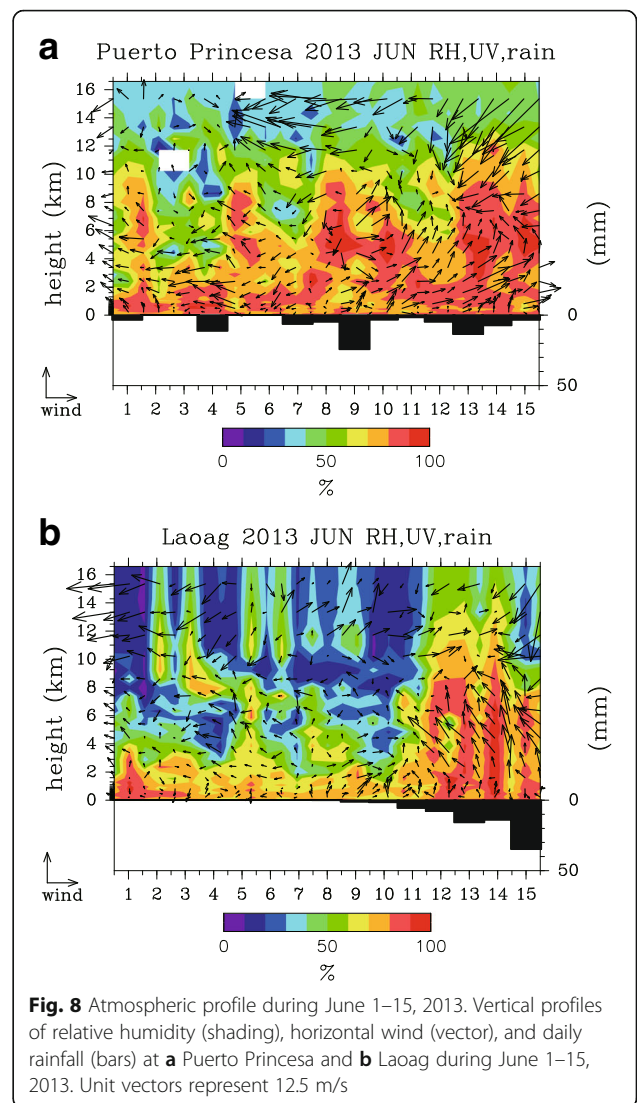 a
Puerto Princesa 2013 JUN RH,UV,rain
height (km)
16
14
12
10
8
6
4
2
0
(mm)
0
50
wind
1 2 3 4 5 6 7 8 9 10 11 12 13 14 15
0 50 100
%
b
Laoag 2013 JUN RH,UV,rain
height (km)
16
14
12
10
8
6
4
2
0
(mm)
0
50
wind
1 2 3 4 5 6 7 8 9 10 11 12 13 14 15
0 50 100
%
Fig. 8 Atmospheric profile during June 1–15, 2013. Vertical profiles
of relative humidity (shading), horizontal wind (vector), and daily
rainfall (bars) at a Puerto Princesa and b Laoag during June 1–15,
2013. Unit vectors represent 12.5 m/s